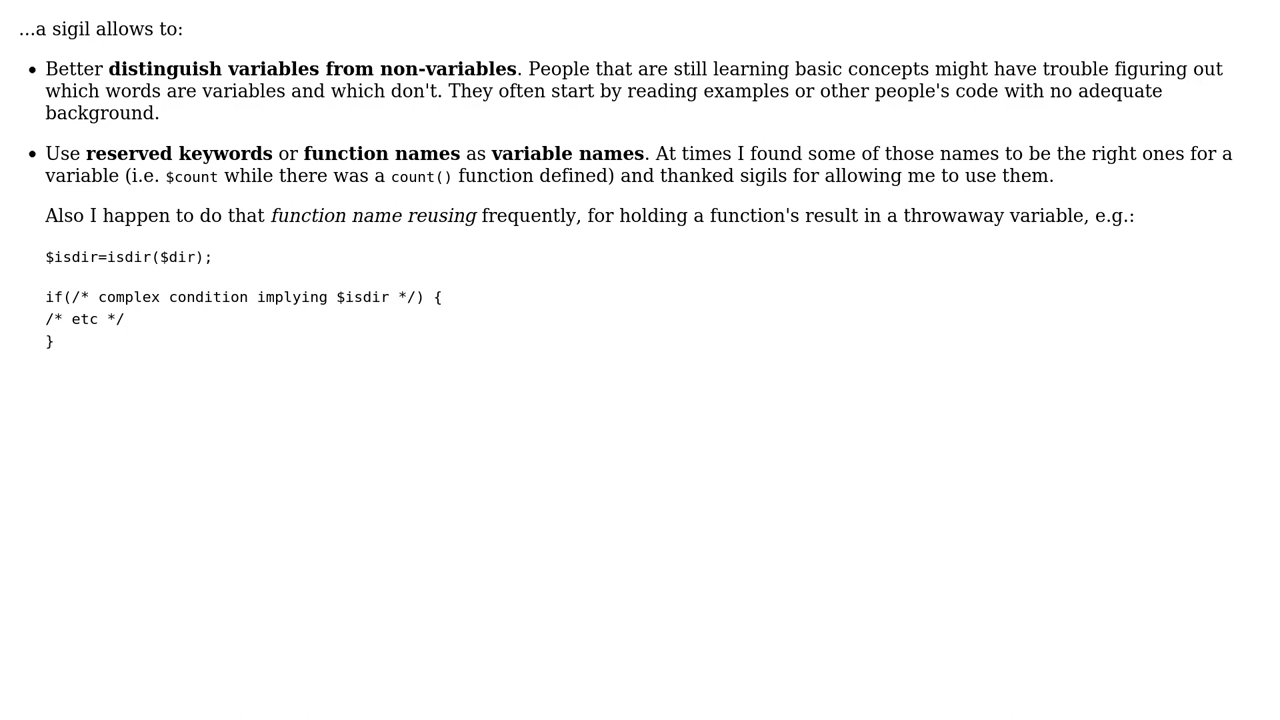 ...a sigil allows to:
• Better distinguish variables from non-variables. People that are still learning basic concepts might have trouble figuring out
which words are variables and which don't. They often start by reading examples or other people's code with no adequate
background.
• Use reserved keywords or function names as variable names. At times I found some of those names to be the right ones for a
variable (i.e. $count while there was a count() function defined) and thanked sigils for allowing me to use them.
Also I happen to do that function name reusing frequently, for holding a function's result in a throwaway variable, e.g.:
$isdir=isdir($dir);
if(/* complex condition implying $isdir */) {
/* etc */
}